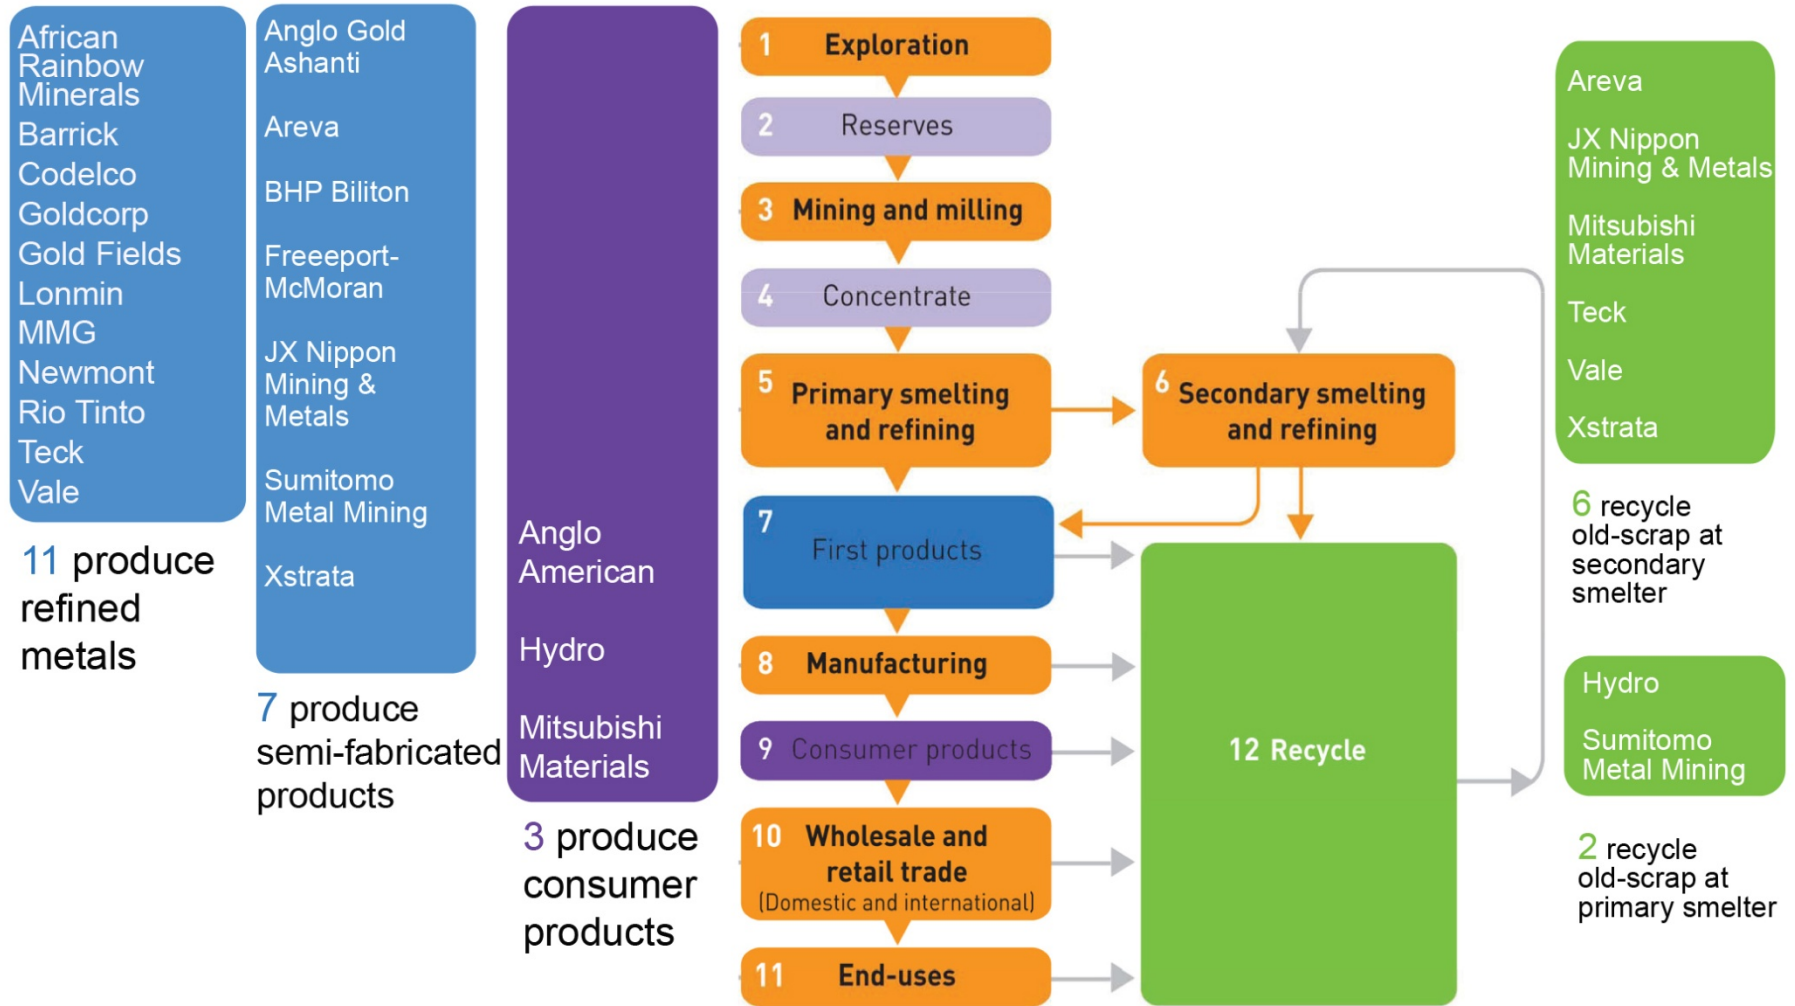 African
Rainbow
Minerals
Barrick
Codelco
Goldcorp
Gold Fields
Lonmin
MMG
Newmont
Rio Tinto
Teck
Vale
11 produce
refined
metals
Anglo Gold
Ashanti
Areva
BHP Biliton
Freeeport-
McMoran
JX Nippon
Mining &
Metals
Sumitomo
Metal Mining
Xstrata
7 produce
semi-fabricated
products
Anglo
American
Hydro
Mitsubishi
Materials
3 produce
consumer
products
1 Exploration
2 Reserves
3 Mining and milling
4 Concentrate
5 Primary smelting
and refining
6 Secondary smelting
and refining
7 First products
8 Manufacturing
9 Consumer products
10 Wholesale and
retail trade
(Domestic and international)
11 End-uses
12 Recycle
Areva
JX Nippon
Mining & Metals
Mitsubishi
Materials
Teck
Vale
Xstrata
6 recycle
old-scrap at
secondary
smelter
Hydro
Sumitomo
Metal Mining
2 recycle
old-scrap at
primary smelter